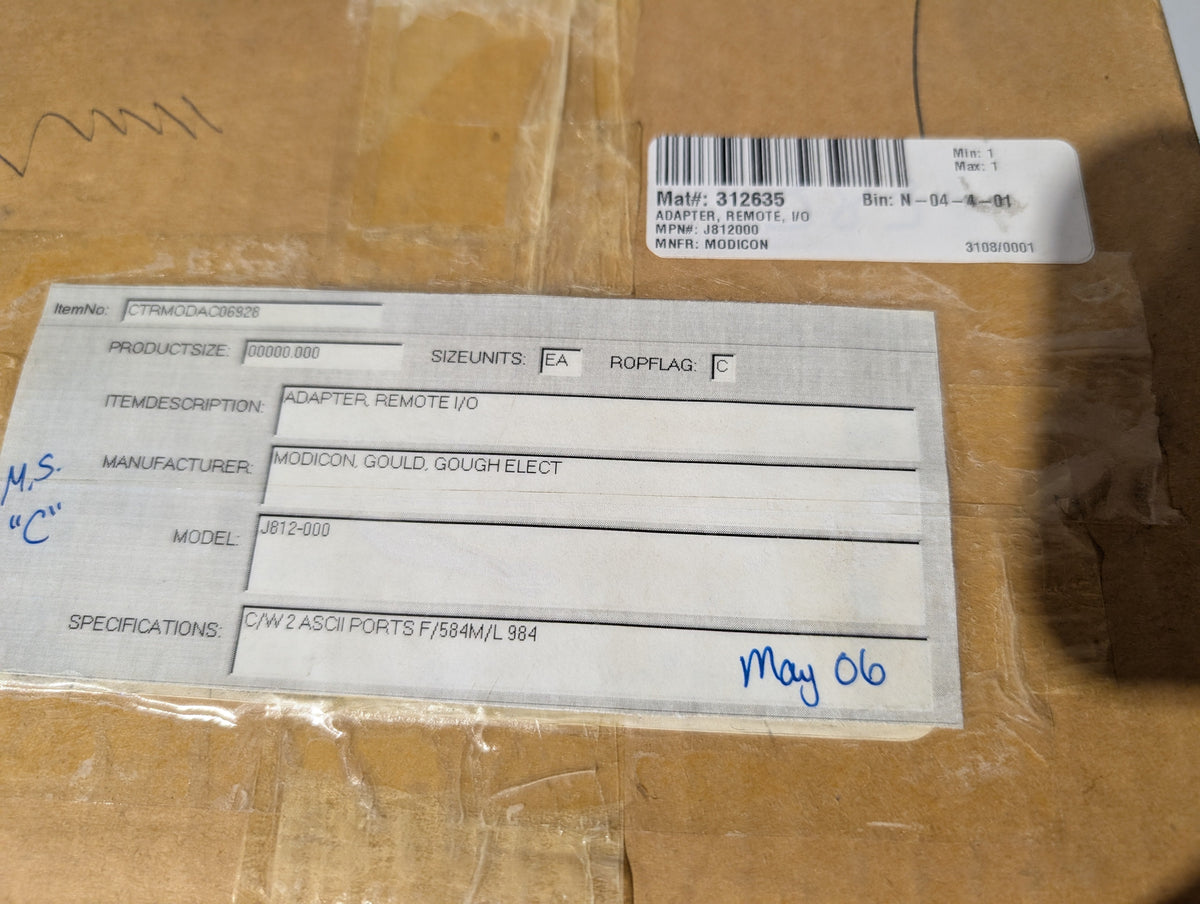 Min: 1
Max: 1
Mat#: 312635
Bin: N-04-4-01
ADAPTER, REMOTE, I/O
MPN#: J812000
MNFR: MODICON
3108/0001
ItemNo: CTRMODAC06928
PRODUCTSIZE: 00000.000 SIZEUNITS: EA ROPFLAG: C
ITEMDESCRIPTION: ADAPTER, REMOTE I/O
MANUFACTURER: MODICON, GOULD, GOUGH ELECT
M.S.
"C"
MODEL: J812-000
SPECIFICATIONS: C/W 2 ASCII PORTS F/584M/L 984
May 06